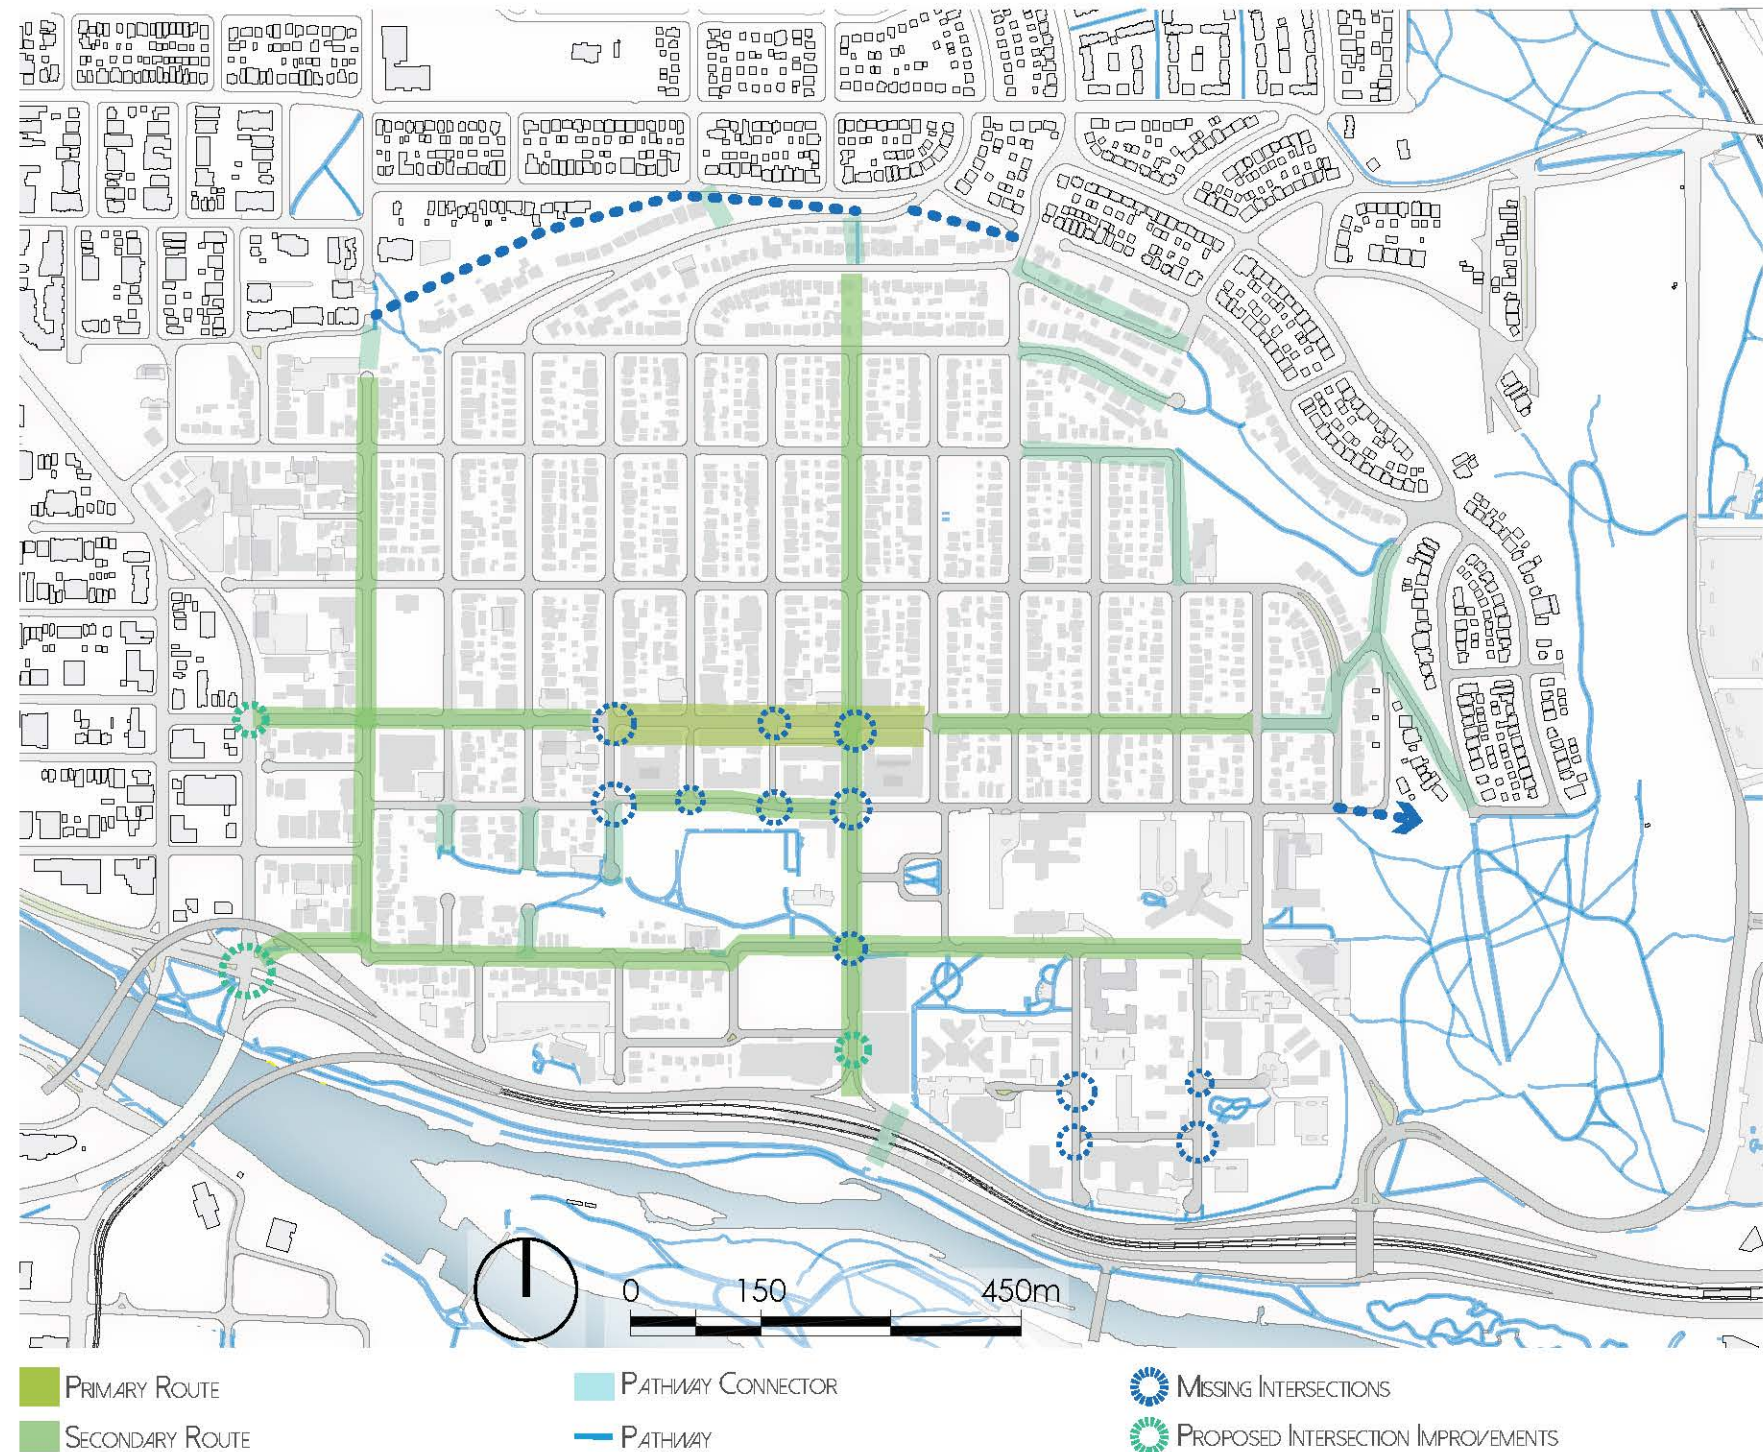 0 150 450m
PRIMARY ROUTE
PATHWAY CONNECTOR
MISSING INTERSECTIONS
SECONDARY ROUTE
PATHWAY
PROPOSED INTERSECTION IMPROVEMENTS